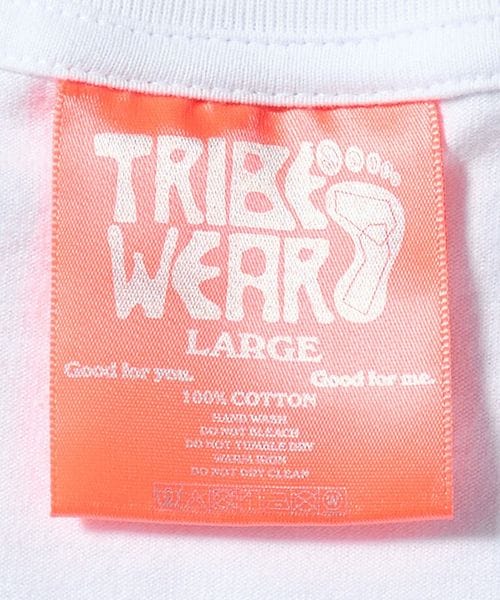 TRIBE
WEAR
LARGE
Good for you. Good for me.
100% COTTON
HAND WASH
DO NOT BLEACH
DO NOT TUMBLE DRY
WARM IRON
DO NOT DRY CLEAN